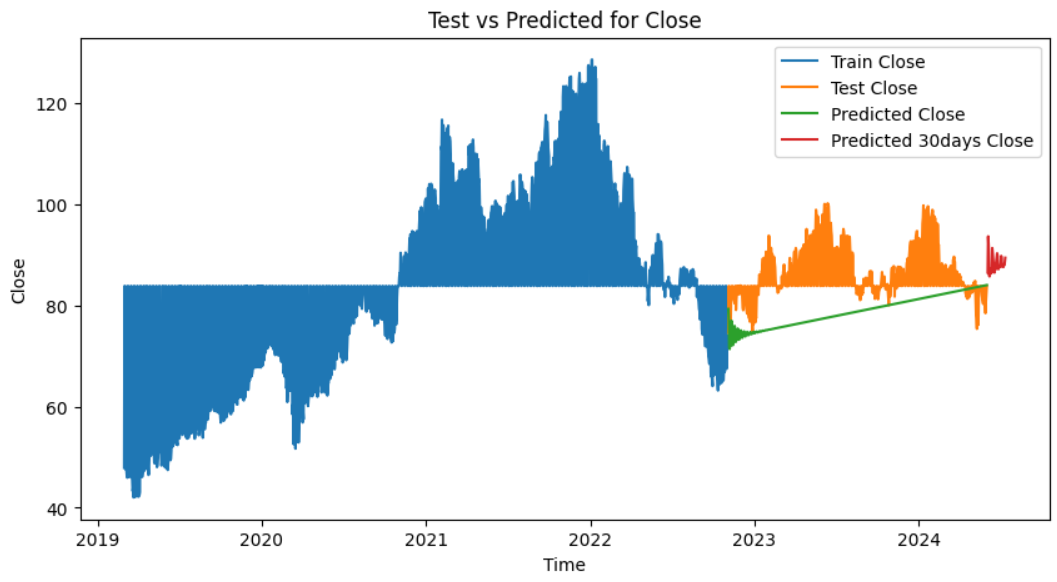 Test vs Predicted for Close
Train Close
Test Close
Predicted Close
Predicted 30days Close
Close
120
100
80
60
40
2019 2020 2021 2022 2023 2024
Time